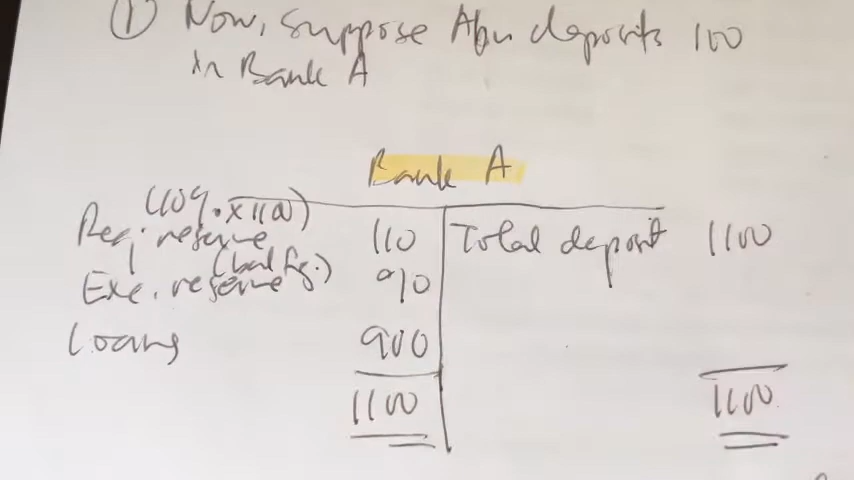 ① Now, suppose Abu deposits 100
in Bank A
Bank A
(10% x 1100)
Req. reserve 110 Total deposit 1100
(bal fig.)
Exc. reserve 90
Loans 900
1100 1100